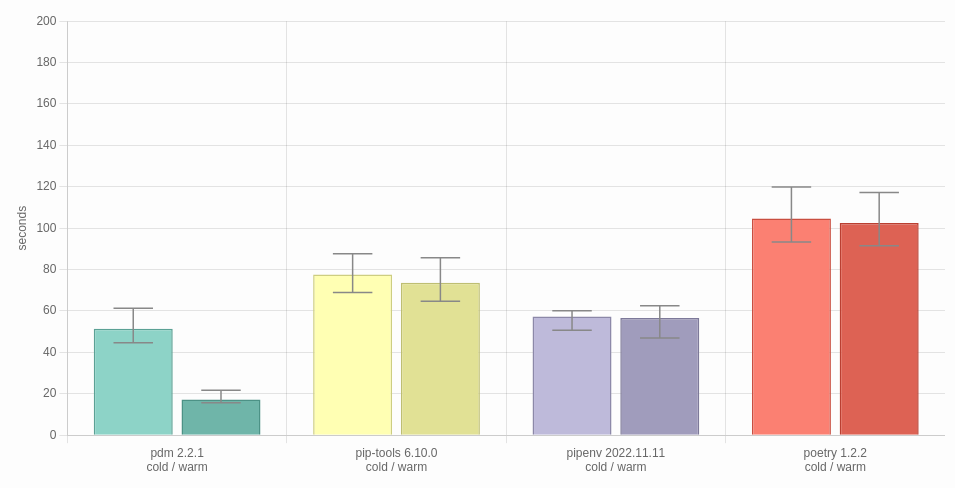 200
180
160
140
120
100
80
60
40
20
0
seconds
pdm 2.2.1
cold / warm
pip-tools 6.10.0
cold / warm
pipenv 2022.11.11
cold / warm
poetry 1.2.2
cold / warm